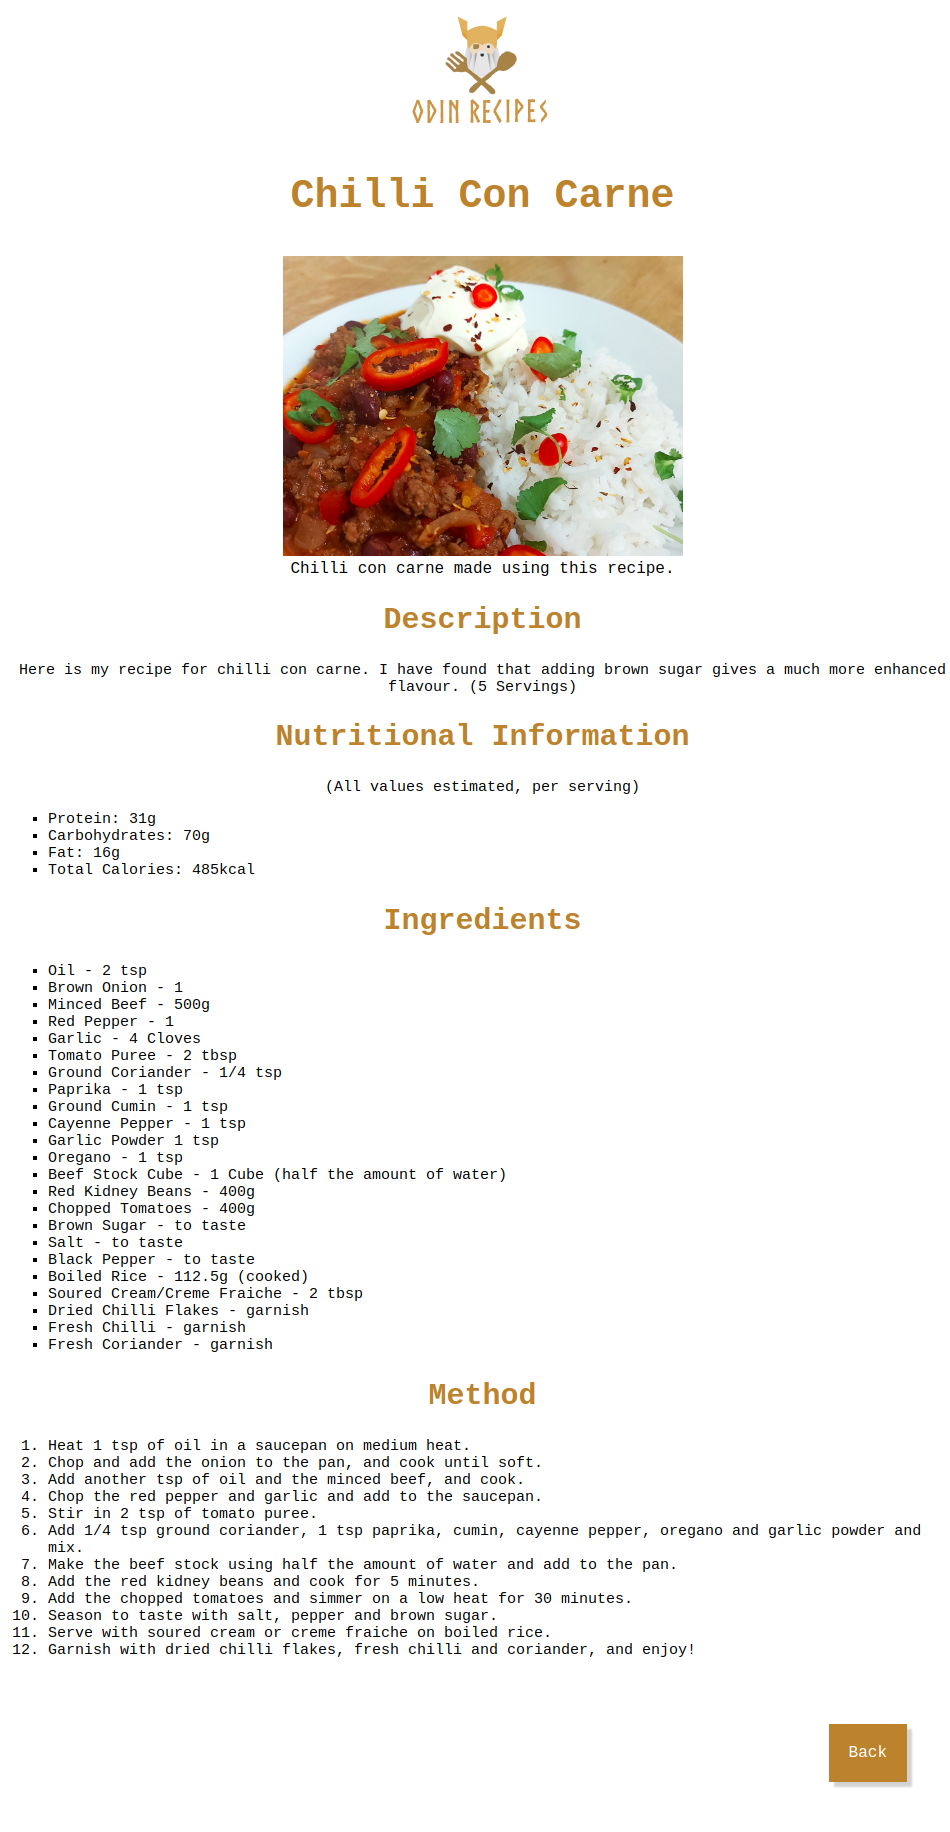 ODIN RECIPES
Chilli Con Carne
Chilli con carne made using this recipe.
Description
Here is my recipe for chilli con carne. I have found that adding brown sugar gives a much more enhanced
flavour. (5 Servings)
Nutritional Information
(All values estimated, per serving)
Protein: 31g
Carbohydrates: 70g
Fat: 16g
Total Calories: 485kcal
Ingredients
Oil - 2 tsp
Brown Onion - 1
Minced Beef - 500g
Red Pepper - 1
Garlic - 4 Cloves
Tomato Puree - 2 tbsp
Ground Coriander - 1/4 tsp
Paprika - 1 tsp
Ground Cumin - 1 tsp
Cayenne Pepper - 1 tsp
Garlic Powder 1 tsp
Oregano - 1 tsp
Beef Stock Cube - 1 Cube (half the amount of water)
Red Kidney Beans - 400g
Chopped Tomatoes - 400g
Brown Sugar - to taste
Salt - to taste
Black Pepper - to taste
Boiled Rice - 112.5g (cooked)
Soured Cream/Creme Fraiche - 2 tbsp
Dried Chilli Flakes - garnish
Fresh Chilli - garnish
Fresh Coriander - garnish
Method
1. Heat 1 tsp of oil in a saucepan on medium heat.
2. Chop and add the onion to the pan, and cook until soft.
3. Add another tsp of oil and the minced beef, and cook.
4. Chop the red pepper and garlic and add to the saucepan.
5. Stir in 2 tsp of tomato puree.
6. Add 1/4 tsp ground coriander, 1 tsp paprika, cumin, cayenne pepper, oregano and garlic powder and
mix.
7. Make the beef stock using half the amount of water and add to the pan.
8. Add the red kidney beans and cook for 5 minutes.
9. Add the chopped tomatoes and simmer on a low heat for 30 minutes.
10. Season to taste with salt, pepper and brown sugar.
11. Serve with soured cream or creme fraiche on boiled rice.
12. Garnish with dried chilli flakes, fresh chilli and coriander, and enjoy!
Back